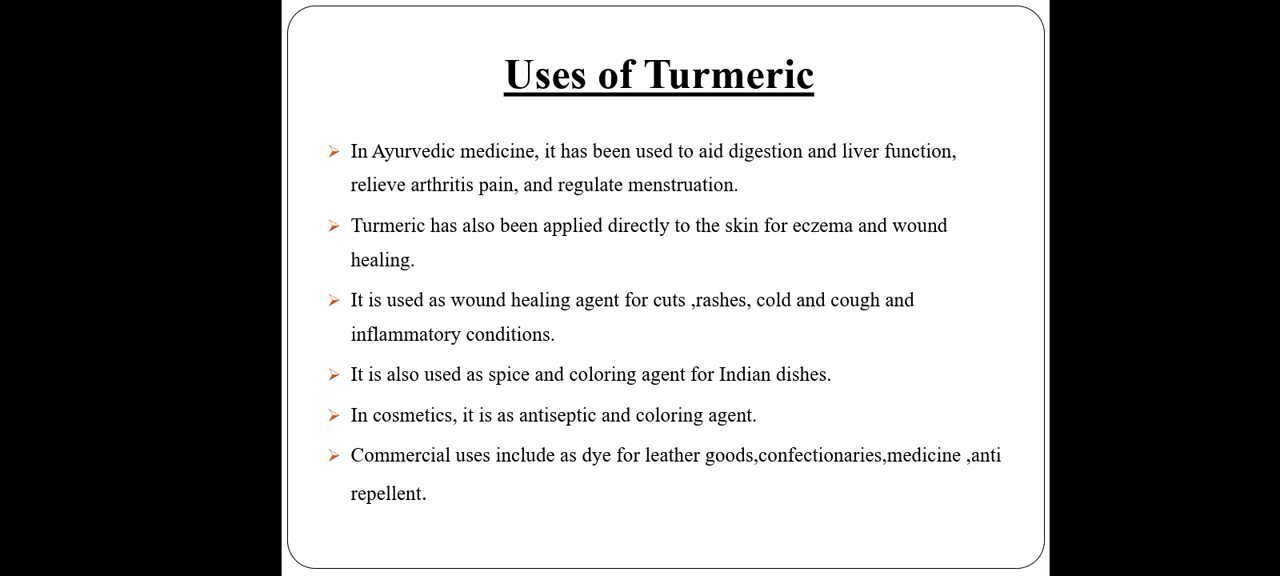 Uses of Turmeric
In Ayurvedic medicine, it has been used to aid digestion and liver function,
relieve arthritis pain, and regulate menstruation.
Turmeric has also been applied directly to the skin for eczema and wound
healing.
It is used as wound healing agent for cuts ,rashes, cold and cough and
inflammatory conditions.
It is also used as spice and coloring agent for Indian dishes.
In cosmetics, it is as antiseptic and coloring agent.
Commercial uses include as dye for leather goods,confectionaries,medicine ,anti
repellent.